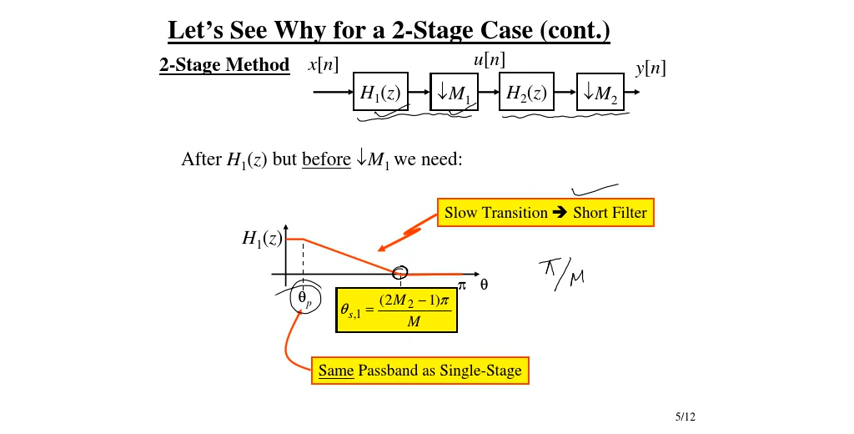 Let's See Why for a 2-Stage Case (cont.)
2-Stage Method x[n] u[n] y[n]
H₁(z) ↓M₁ H₂(z) ↓M₂
After H₁(z) but before ↓M₁ we need:
Slow Transition ➔ Short Filter
H₁(z)
π/M
π θ
θₚ
θₛ,₁ = (2M₂ − 1)π / M
Same Passband as Single-Stage
5/12